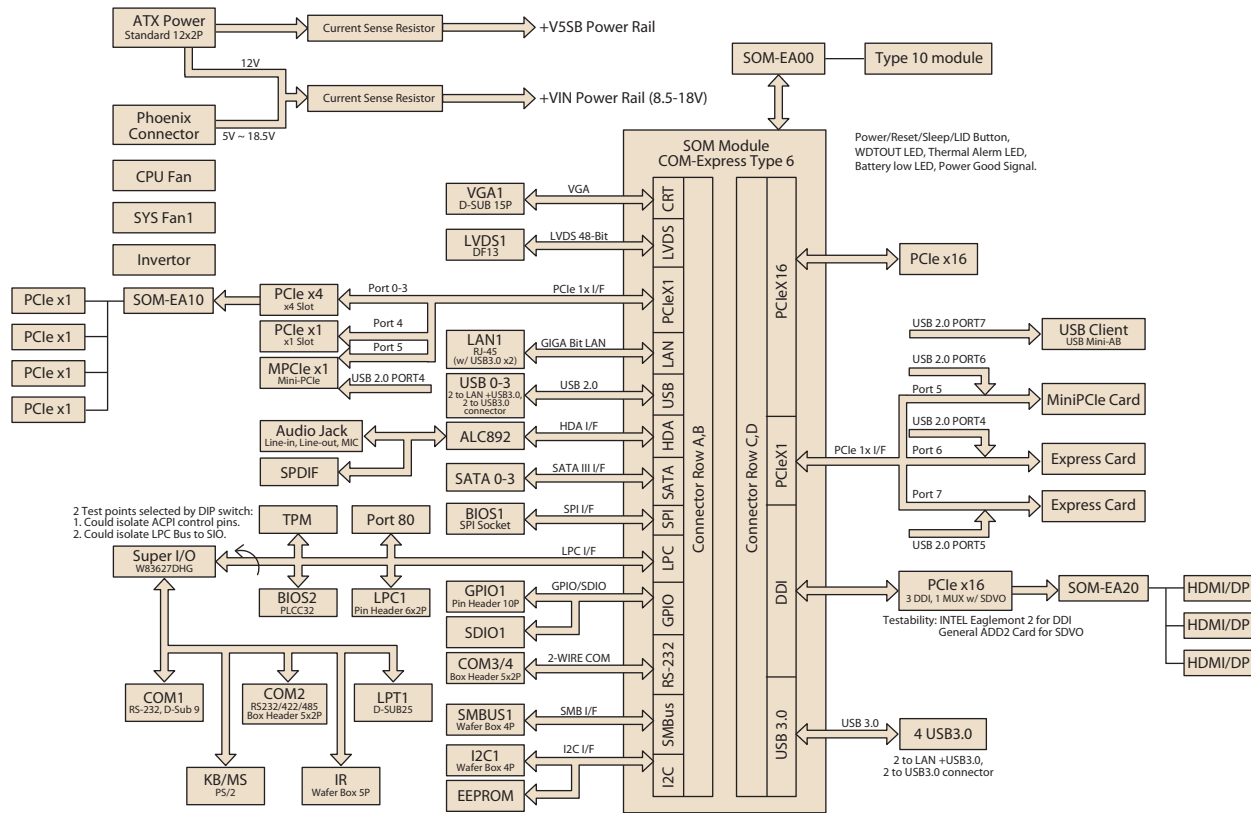 ATX Power
Standard 12x2P
Current Sense Resistor
+V5SB Power Rail
12V
Current Sense Resistor
+VIN Power Rail (8.5-18V)
Phoenix
Connector
5V ~ 18.5V
CPU Fan
SYS Fan1
Invertor
SOM-EA00
Type 10 module
Power/Reset/Sleep/LID Button,
WDTOUT LED, Thermal Alerm LED,
Battery low LED, Power Good Signal.
SOM Module
COM-Express Type 6
Connector Row A,B
Connector Row C,D
CRT
LVDS
PCIeX1
LAN
USB
HDA
SATA
SPI
LPC
GPIO
RS-232
SMBus
I2C
PCIeX16
PCIeX1
DDI
USB 3.0
VGA1
D-SUB 15P
VGA
LVDS1
DF13
LVDS 48-Bit
PCIe x1
PCIe x1
PCIe x1
PCIe x1
SOM-EA10
PCIe x4
x4 Slot
Port 0-3
PCIe 1x I/F
PCIe x1
x1 Slot
Port 4
MPCIe x1
Mini-PCIe
Port 5
USB 2.0 PORT4
LAN1
RJ-45
(w/ USB3.0 x2)
GIGA Bit LAN
USB 0-3
2 to LAN +USB3.0,
2 to USB3.0
connector
USB 2.0
Audio Jack
Line-in, Line-out, MIC
SPDIF
ALC892
HDA I/F
SATA 0-3
SATA III I/F
BIOS1
SPI Socket
SPI I/F
2 Test points selected by DIP switch:
1. Could isolate ACPI control pins.
2. Could isolate LPC Bus to SIO.
TPM
Port 80
Super I/O
W83627DHG
LPC I/F
BIOS2
PLCC32
LPC1
Pin Header 6x2P
GPIO1
Pin Header 10P
GPIO/SDIO
SDIO1
COM3/4
Box Header 5x2P
2-WIRE COM
COM1
RS-232, D-Sub 9
COM2
RS232/422/485
Box Header 5x2P
LPT1
D-SUB25
SMBUS1
Wafer Box 4P
SMB I/F
I2C1
Wafer Box 4P
I2C I/F
EEPROM
KB/MS
PS/2
IR
Wafer Box 5P
PCIe x16
USB 2.0 PORT7
USB Client
USB Mini-AB
USB 2.0 PORT6
Port 5
MiniPCIe Card
USB 2.0 PORT4
PCIe 1x I/F
Port 6
Express Card
Port 7
Express Card
USB 2.0 PORT5
PCIe x16
3 DDI, 1 MUX w/ SDVO
SOM-EA20
HDMI/DP
HDMI/DP
HDMI/DP
Testability: INTEL Eaglemont 2 for DDI
General ADD2 Card for SDVO
USB 3.0
4 USB3.0
2 to LAN +USB3.0,
2 to USB3.0 connector